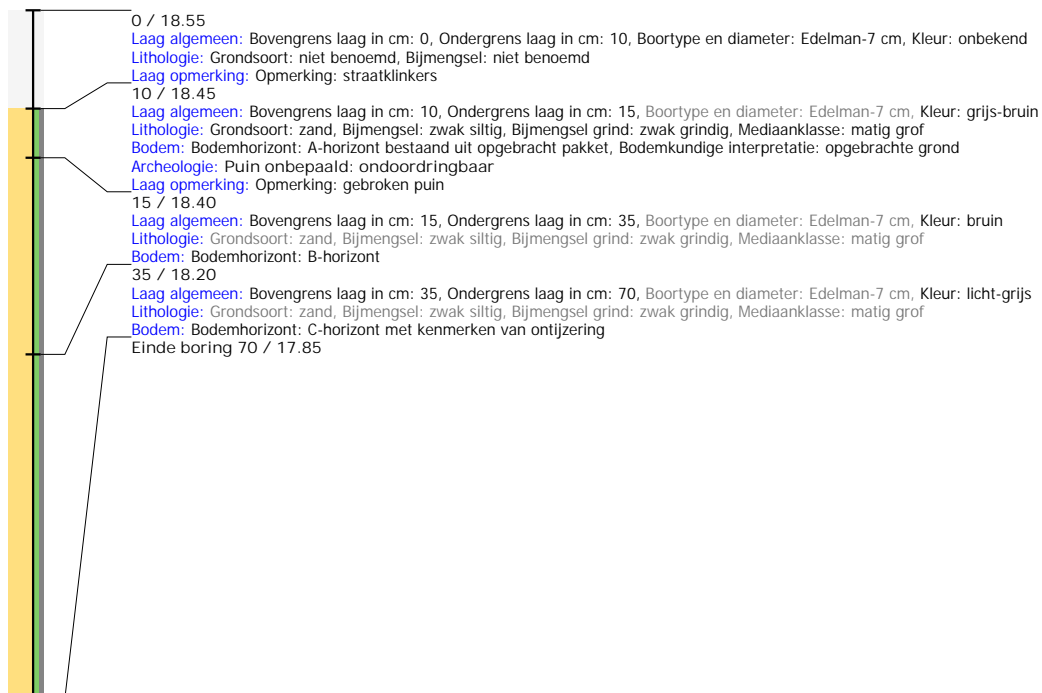 0 / 18.55
Laag algemeen: Bovengrens laag in cm: 0, Ondergrens laag in cm: 10, Boortype en diameter: Edelman-7 cm, Kleur: onbekend
Lithologie: Grondsoort: niet benoemd, Bijmengsel: niet benoemd
Laag opmerking: Opmerking: straatklinkers
10 / 18.45
Laag algemeen: Bovengrens laag in cm: 10, Ondergrens laag in cm: 15, Boortype en diameter: Edelman-7 cm, Kleur: grijs-bruin
Lithologie: Grondsoort: zand, Bijmengsel: zwak siltig, Bijmengsel grind: zwak grindig, Mediaanklasse: matig grof
Bodem: Bodemhorizont: A-horizont bestaand uit opgebracht pakket, Bodemkundige interpretatie: opgebrachte grond
Archeologie: Puin onbepaald: ondoordringbaar
Laag opmerking: Opmerking: gebroken puin
15 / 18.40
Laag algemeen: Bovengrens laag in cm: 15, Ondergrens laag in cm: 35, Boortype en diameter: Edelman-7 cm, Kleur: bruin
Lithologie: Grondsoort: zand, Bijmengsel: zwak siltig, Bijmengsel grind: zwak grindig, Mediaanklasse: matig grof
Bodem: Bodemhorizont: B-horizont
35 / 18.20
Laag algemeen: Bovengrens laag in cm: 35, Ondergrens laag in cm: 70, Boortype en diameter: Edelman-7 cm, Kleur: licht-grijs
Lithologie: Grondsoort: zand, Bijmengsel: zwak siltig, Bijmengsel grind: zwak grindig, Mediaanklasse: matig grof
Bodem: Bodemhorizont: C-horizont met kenmerken van ontijzering
Einde boring 70 / 17.85